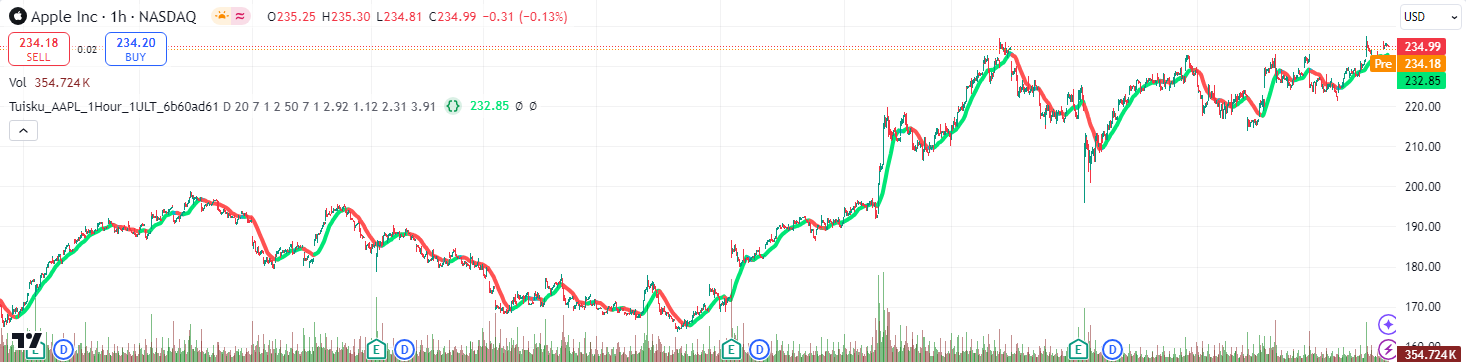 Apple Inc · 1h · NASDAQ O235.25 H235.30 L234.81 C234.99 −0.31 (−0.13%)
USD
234.18 SELL
0.02
234.20 BUY
Vol 354.724K
Tuisku_AAPL_1Hour_1ULT_6b60ad61 D 20 7 1 2 50 7 1 2.92 1.12 2.31 3.91 {} 232.85 Ø Ø
234.99
Pre 234.18
232.85
220.00
210.00
200.00
190.00
180.00
170.00
160.00
354.724K
E D E D E D E D